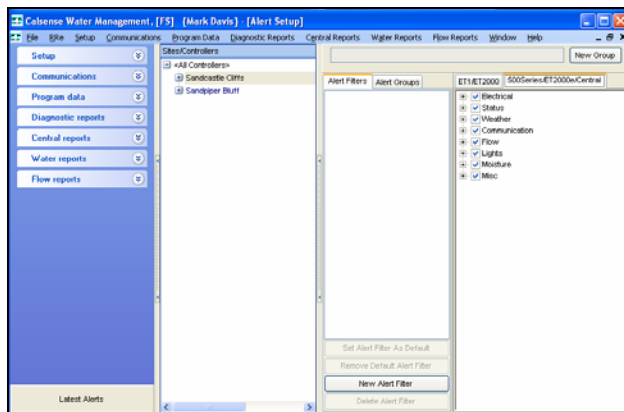 Calsense Water Management, [FS] (Mark Davis) - [Alert Setup]
File RRe Setup Communications Program Data Diagnostic Reports Central Reports Water Reports Flow Reports Window Help
Setup
Communications
Program data
Diagnostic reports
Central reports
Water reports
Flow reports
Latest Alerts
Sites/Controllers
<All Controllers>
Sandcastle Cliffs
Sandpiper Bluff
New Group
Alert Filters Alert Groups
Set Alert Filter As Default
Remove Default Alert Filter
New Alert Filter
Delete Alert Filter
ET1/ET2000 500Series/ET2000e/Central
Electrical
Status
Weather
Communication
Flow
Lights
Moisture
Misc